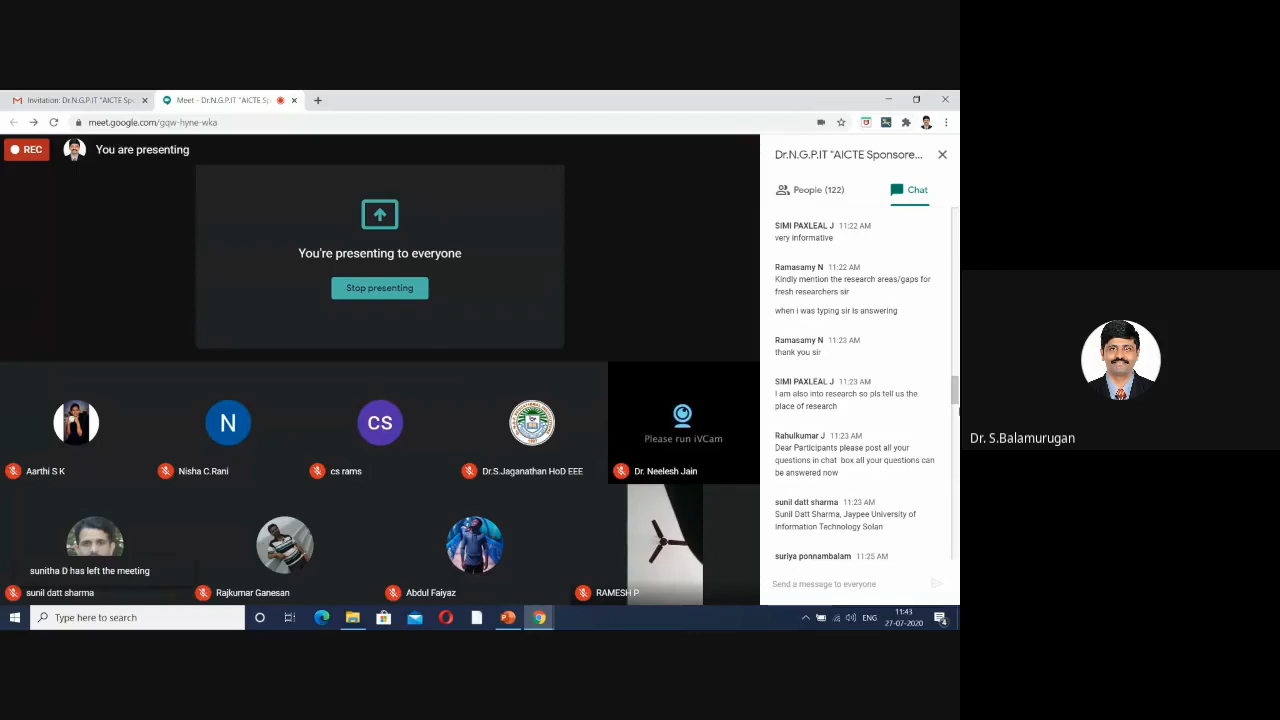 Invitation: Dr.N.G.P.IT "AICTE Spo
Meet - Dr.N.G.P.IT "AICTE Sp
meet.google.com/gqw-hyne-wka
REC
You are presenting
You're presenting to everyone
Stop presenting
Dr.N.G.P.IT "AICTE Sponsore...
People (122)
Chat
SIMI PAXLEAL J 11:22 AM
very informative
Ramasamy N 11:22 AM
Kindly mention the research areas/gaps for
fresh researchers sir
when i was typing sir is answering
Ramasamy N 11:23 AM
thank you sir
SIMI PAXLEAL J 11:23 AM
I am also into research so pls tell us the
place of research
Rahulkumar J 11:23 AM
Dear Participants please post all your
questions in chat box all your questions can
be answered now
sunil datt sharma 11:23 AM
Sunil Datt Sharma, Jaypee University of
Information Technology Solan
suriya ponnambalam 11:25 AM
Send a message to everyone
N
CS
Please run iVCam
Aarthi S K
Nisha C.Rani
cs rams
Dr.S.Jaganathan HoD EEE
Dr. Neelesh Jain
sunitha D has left the meeting
sunil datt sharma
Rajkumar Ganesan
Abdul Faiyaz
RAMESH P
Dr. S.Balamurugan
Type here to search
ENG
11:43
27-07-2020
4